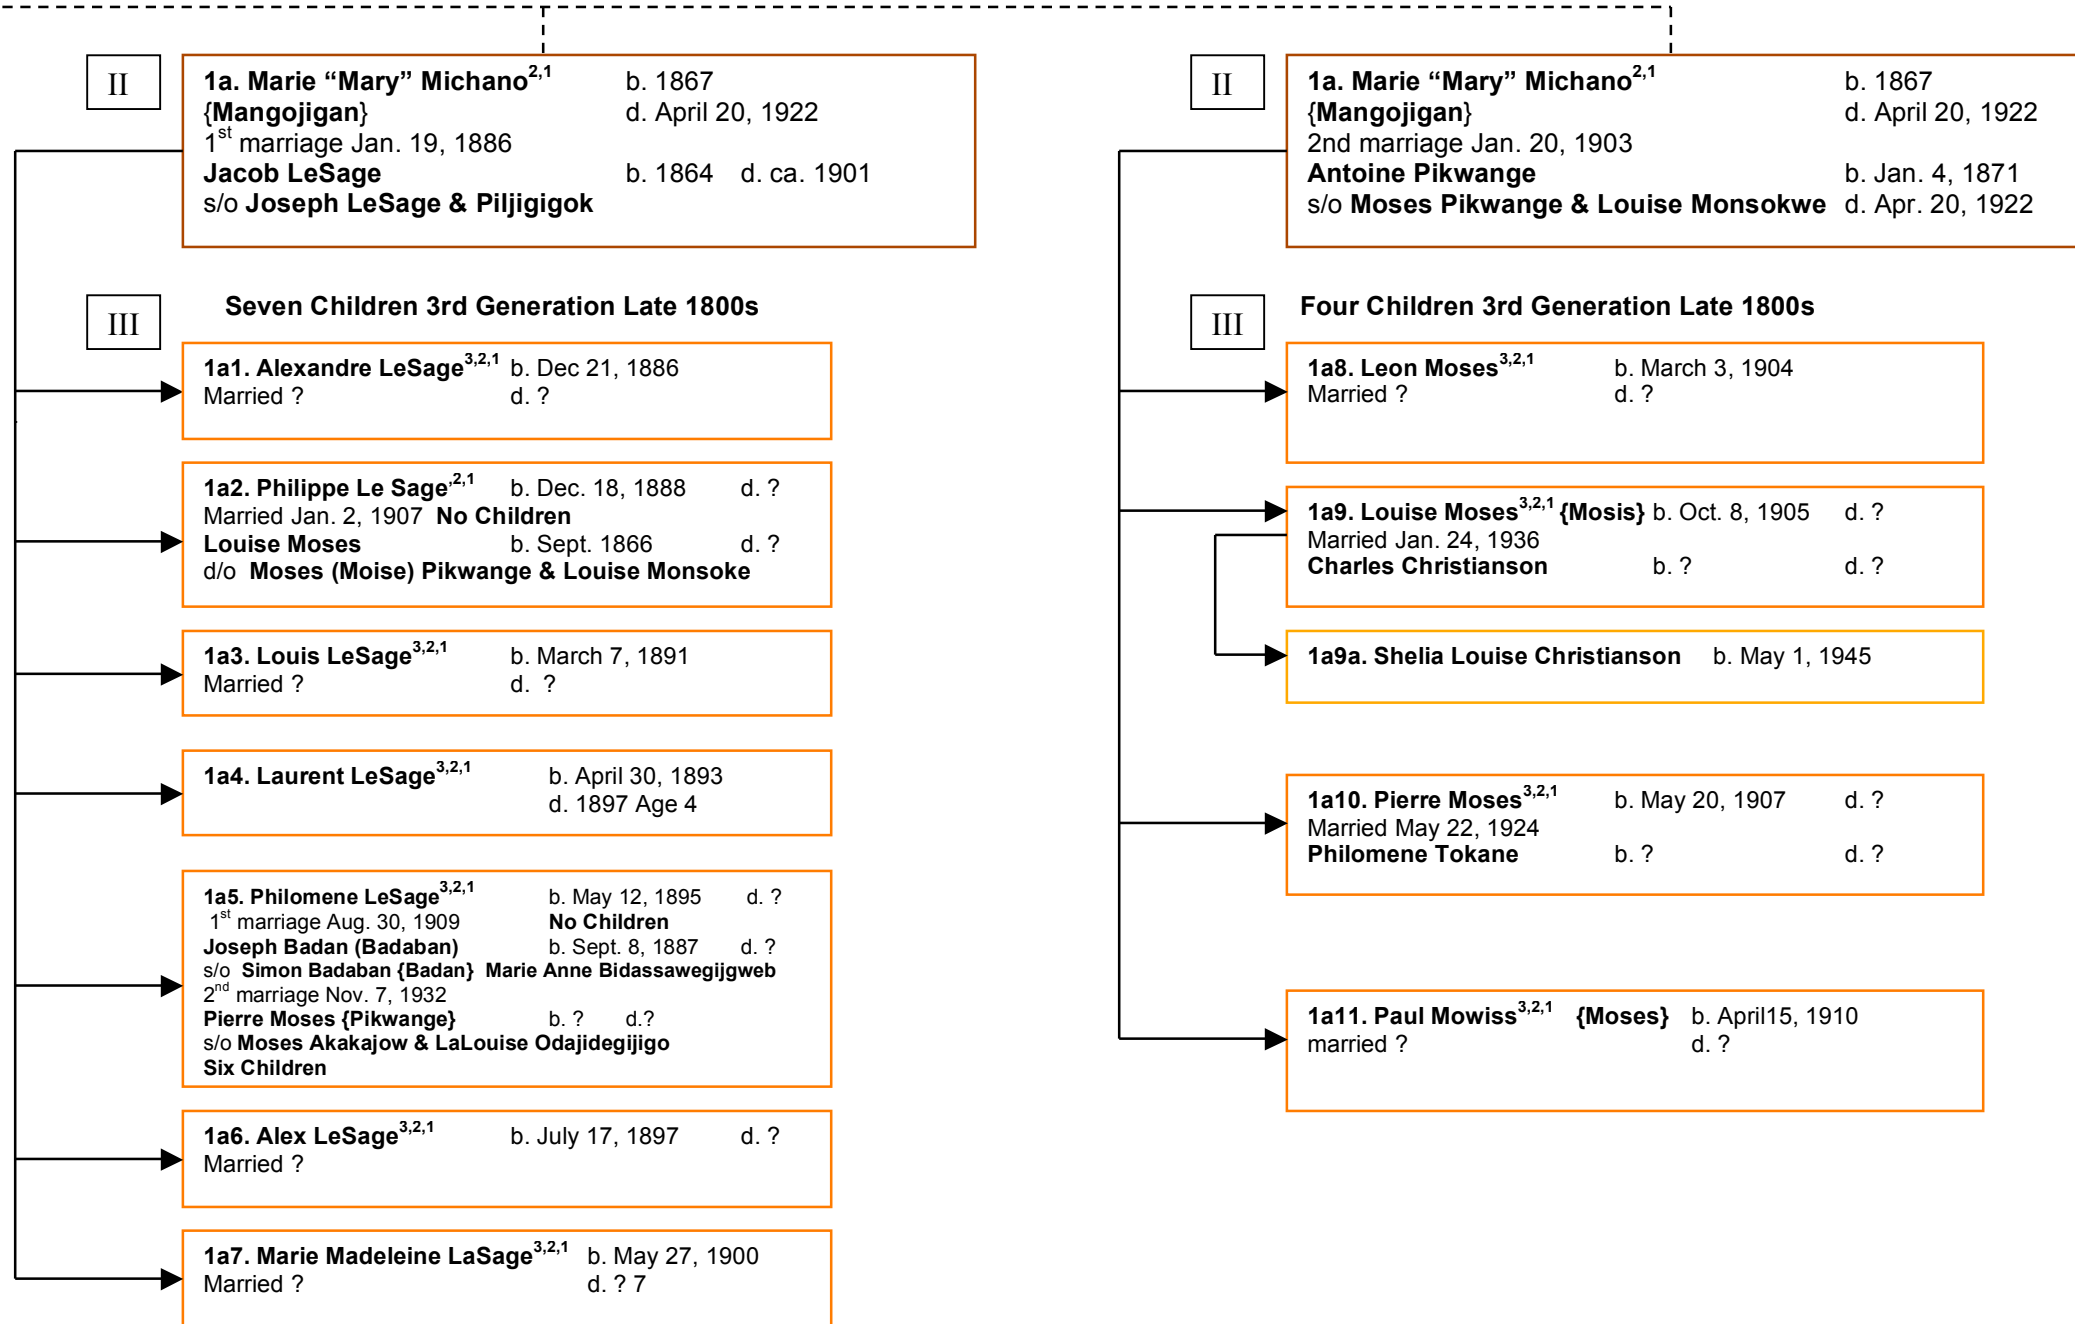 II
1a. Marie “Mary” Michano2,1 b. 1867
{Mangojigan} d. April 20, 1922
1st marriage Jan. 19, 1886
Jacob LeSage b. 1864 d. ca. 1901
s/o Joseph LeSage & Piljigigok
III
Seven Children 3rd Generation Late 1800s
1a1. Alexandre LeSage3,2,1 b. Dec 21, 1886
Married ? d. ?
1a2. Philippe Le Sage,2,1 b. Dec. 18, 1888 d. ?
Married Jan. 2, 1907 No Children
Louise Moses b. Sept. 1866 d. ?
d/o Moses (Moise) Pikwange & Louise Monsoke
1a3. Louis LeSage3,2,1 b. March 7, 1891
Married ? d. ?
1a4. Laurent LeSage3,2,1 b. April 30, 1893
d. 1897 Age 4
1a5. Philomene LeSage3,2,1 b. May 12, 1895 d. ?
1st marriage Aug. 30, 1909 No Children
Joseph Badan (Badaban) b. Sept. 8, 1887 d. ?
s/o Simon Badaban {Badan} Marie Anne Bidassawegijgweb
2nd marriage Nov. 7, 1932
Pierre Moses {Pikwange} b. ? d.?
s/o Moses Akakajow & LaLouise Odajidegijigo
Six Children
1a6. Alex LeSage3,2,1 b. July 17, 1897 d. ?
Married ?
1a7. Marie Madeleine LaSage3,2,1 b. May 27, 1900
Married ? d. ? 7
II
1a. Marie “Mary” Michano2,1 b. 1867
{Mangojigan} d. April 20, 1922
2nd marriage Jan. 20, 1903
Antoine Pikwange b. Jan. 4, 1871
s/o Moses Pikwange & Louise Monsokwe d. Apr. 20, 1922
III
Four Children 3rd Generation Late 1800s
1a8. Leon Moses3,2,1 b. March 3, 1904
Married ? d. ?
1a9. Louise Moses3,2,1 {Mosis} b. Oct. 8, 1905 d. ?
Married Jan. 24, 1936
Charles Christianson b. ? d. ?
1a9a. Shelia Louise Christianson b. May 1, 1945
1a10. Pierre Moses3,2,1 b. May 20, 1907 d. ?
Married May 22, 1924
Philomene Tokane b. ? d. ?
1a11. Paul Mowiss3,2,1 {Moses} b. April15, 1910
married ? d. ?